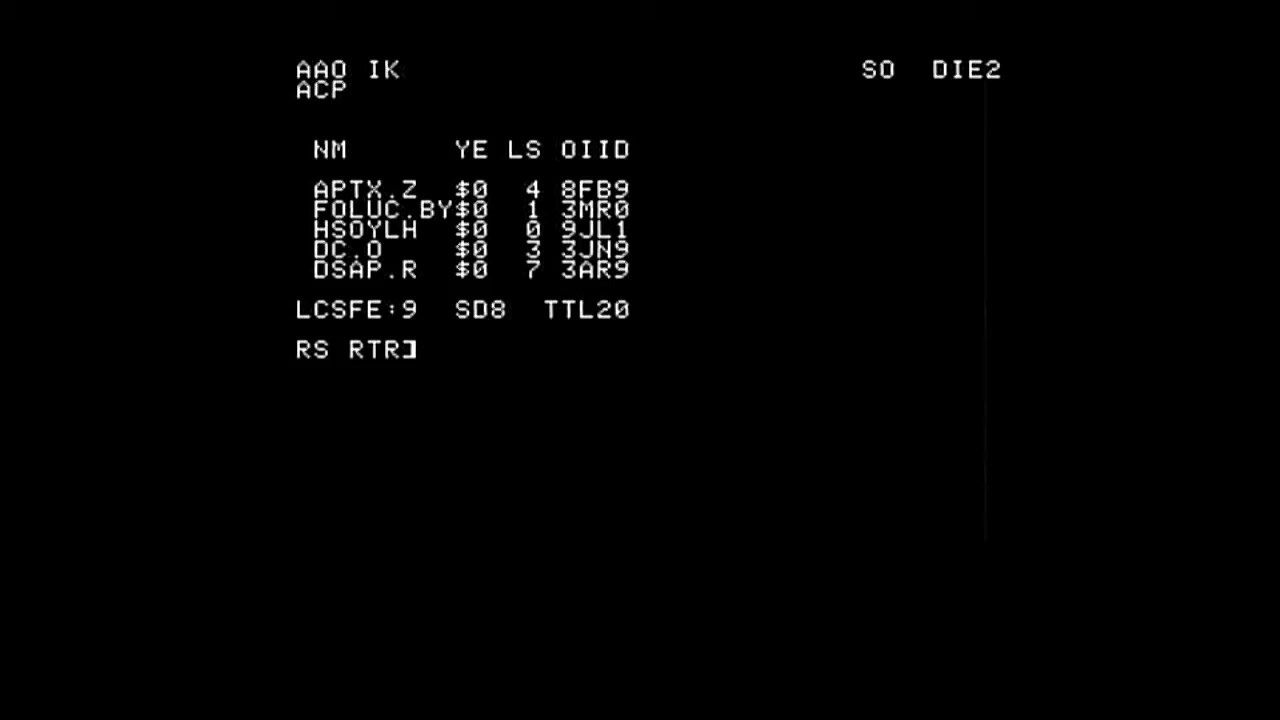 AAO IK SO DIE2
ACP
NM YE LS OIID
APTX.Z $0 4 8FB9
FOLUC.BY$0 1 3MR0
HSOYLH $0 0 9JL1
DC.O $0 3 3JN9
DSAP.R $0 7 3AR9
LCSFE:9 SD8 TTL20
RS RTR